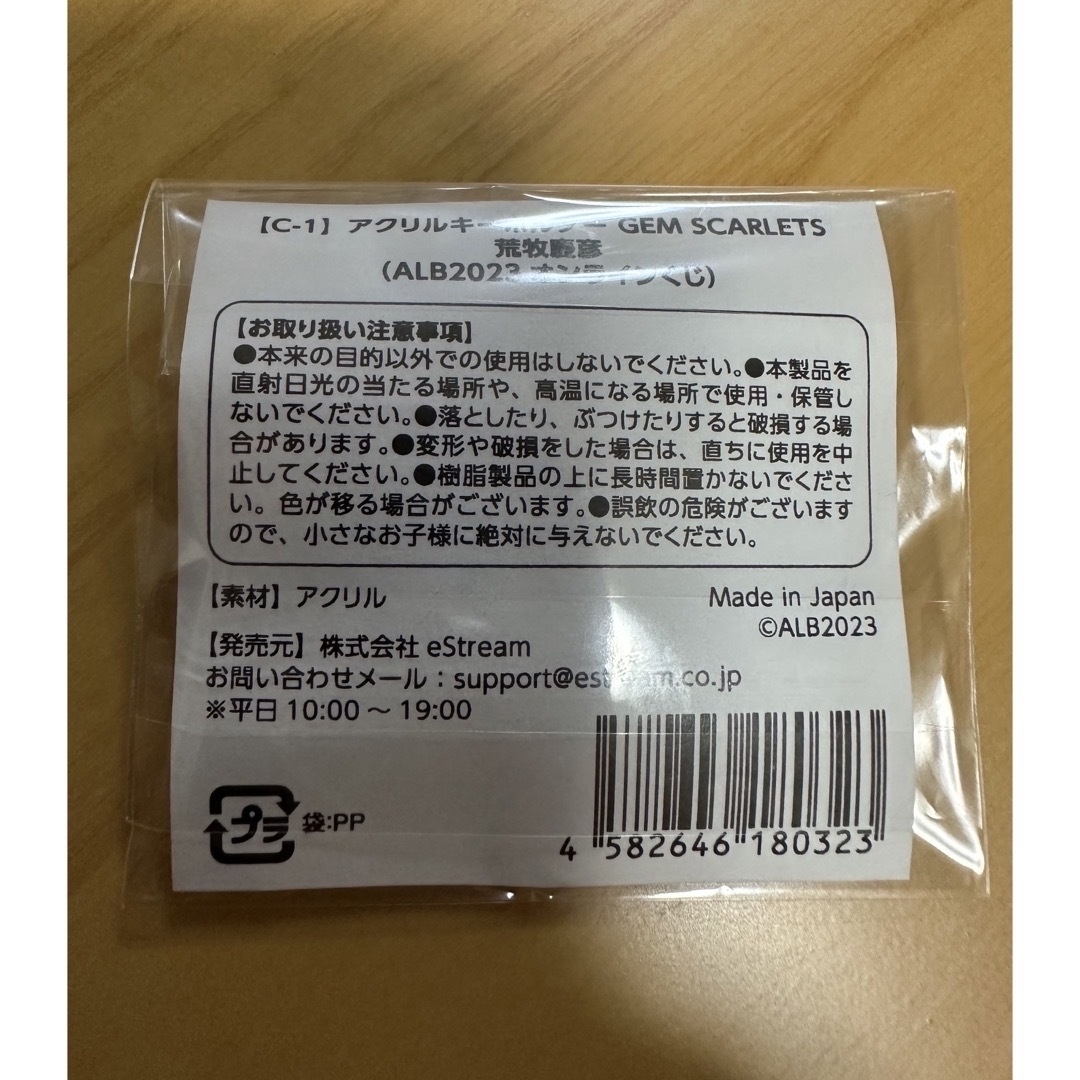 【C-1】アクリルキーホルダー GEM SCARLETS
荒牧慶彦
(ALB2023 オンラインくじ)
【お取り扱い注意事項】
●本来の目的以外での使用はしないでください。●本製品を
直射日光の当たる場所や、高温になる場所で使用・保管し
ないでください。●落としたり、ぶつけたりすると破損する場
合があります。●変形や破損をした場合は、直ちに使用を中
止してください。●樹脂製品の上に長時間置かないでくださ
い。色が移る場合がございます。●誤飲の危険がございます
ので、小さなお子様に絶対に与えないでください。
【素材】アクリル
Made in Japan
©ALB2023
【発売元】株式会社 eStream
お問い合わせメール：support@estream.co.jp
※平日 10:00 ～ 19:00
プラ 袋:PP
4 582646 180323